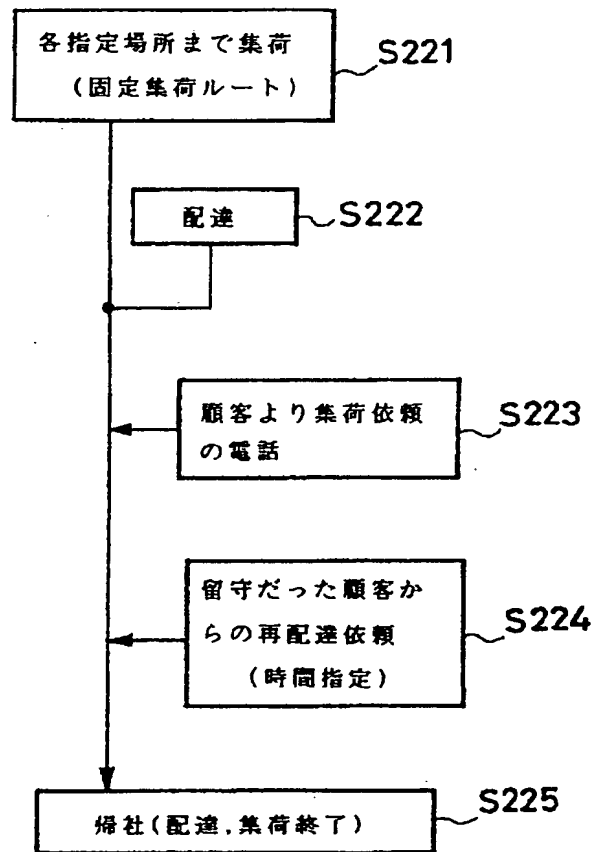 各指定場所まで集荷
(固定集荷ルート)
S221
配達
S222
顧客より集荷依頼
の電話
S223
留守だった顧客か
らの再配達依頼
(時間指定)
S224
帰社(配達,集荷終了)
S225